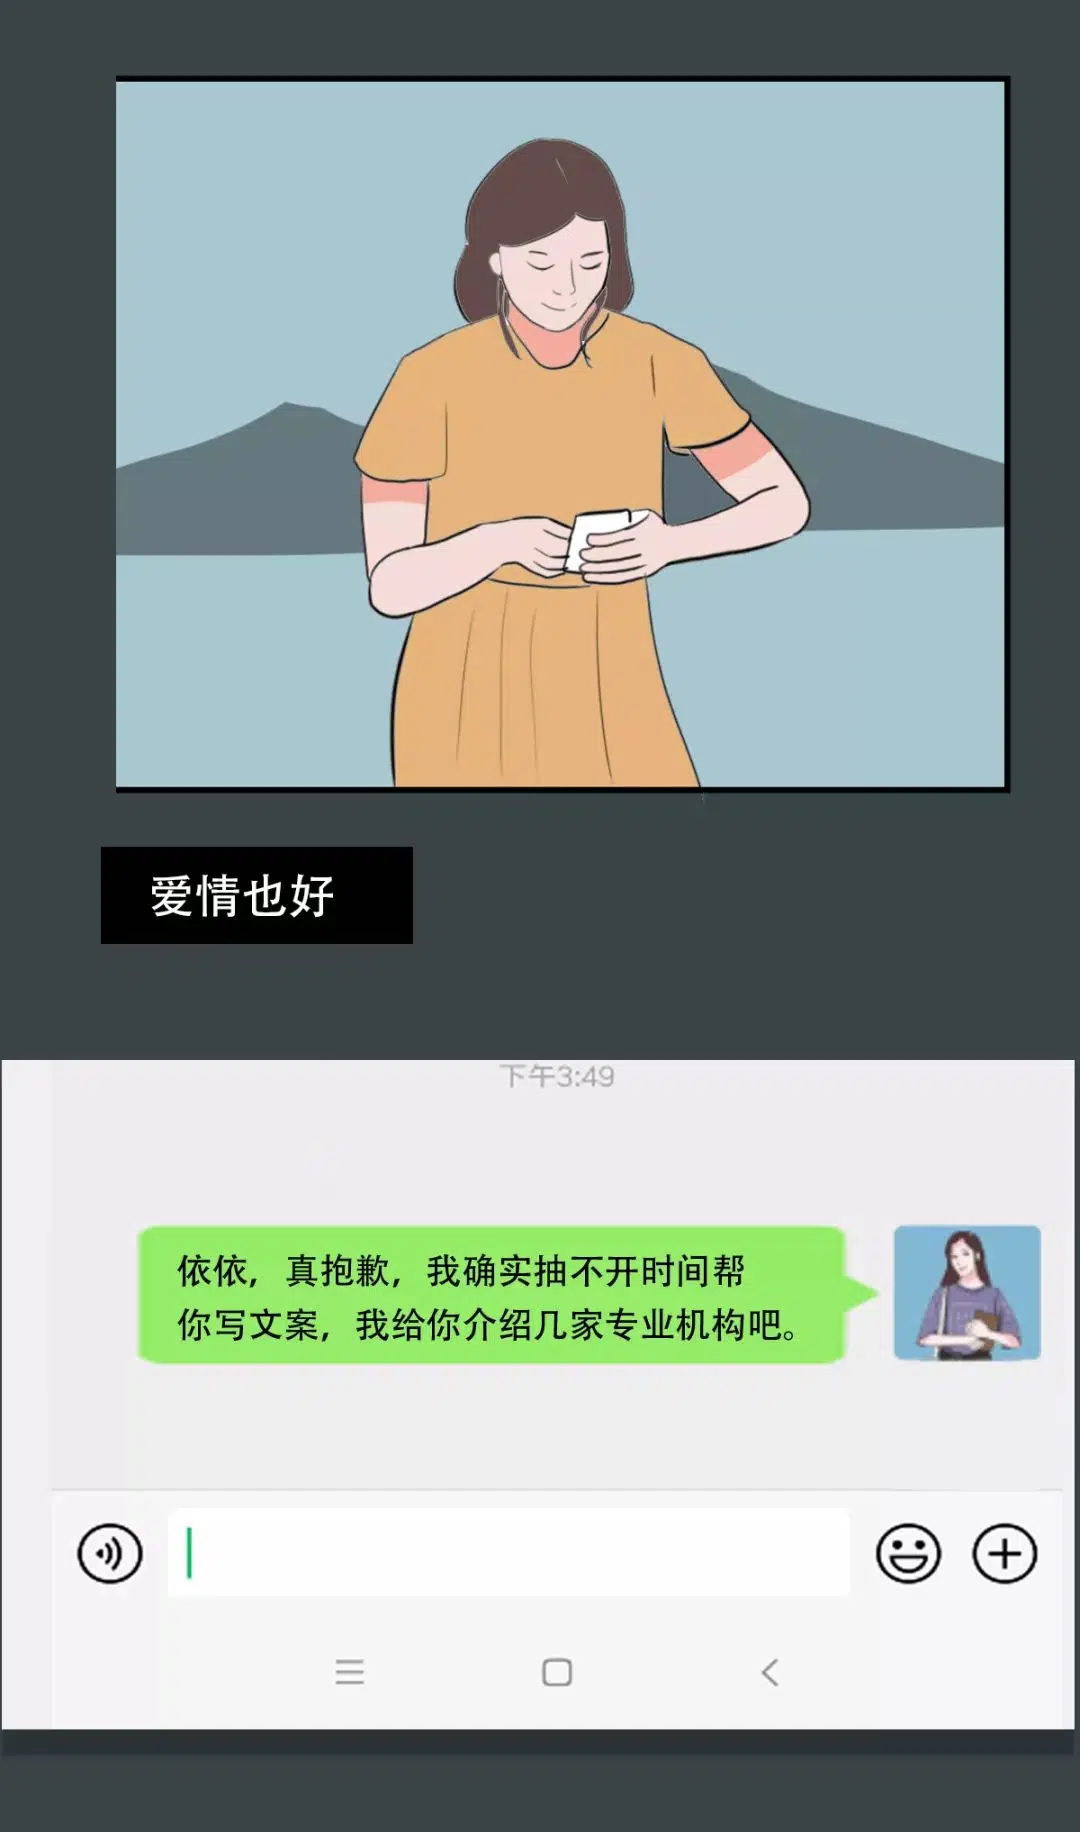 爱情也好
下午3:49
依依，真抱歉，我确实抽不开时间帮
你写文案，我给你介绍几家专业机构吧。